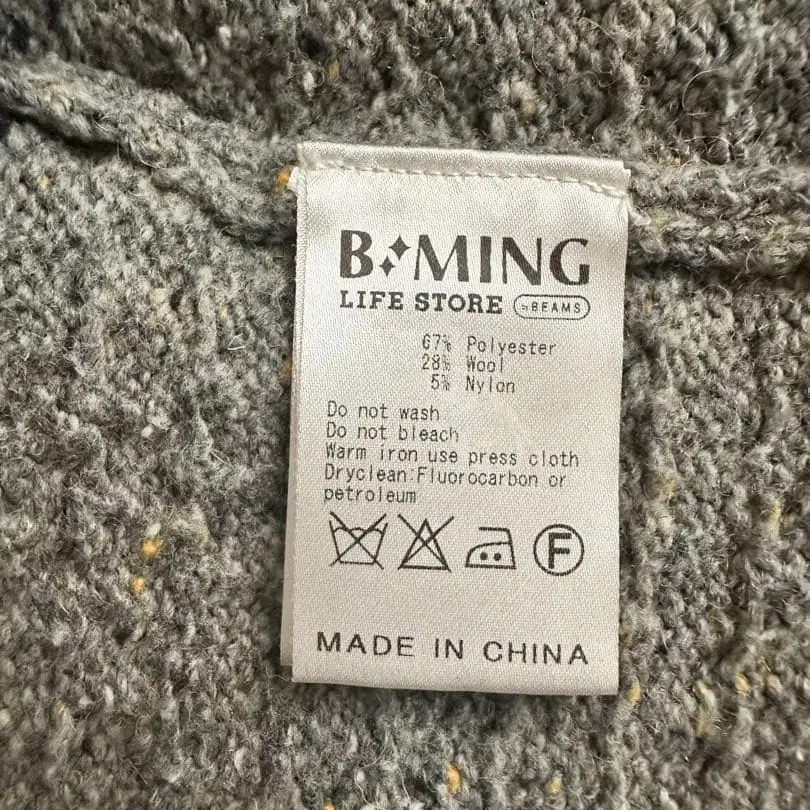 B:MING
LIFE STORE by BEAMS
67% Polyester
28% Wool
5% Nylon
Do not wash
Do not bleach
Warm iron use press cloth
Dryclean:Fluorocarbon or
petroleum
F
MADE IN CHINA